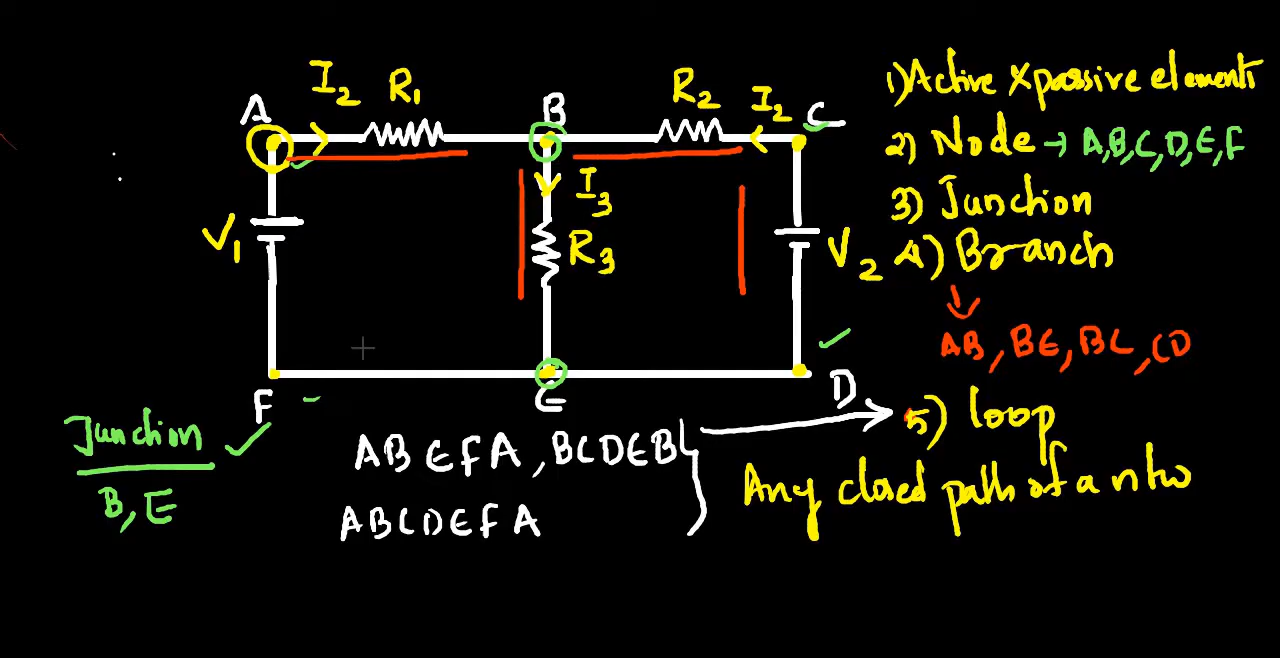 I₂ R₁
A
B
R₂ I₂ C
V₁
I₃
R₃
V₂
F
E
D
1) Active & passive elements
2) Node → A,B,C,D,E,F
3) Junction
4) Branch
↓
AB, BE, BC, CD
5) loop
Any closed path of a ntw
Junction
B, E
ABEFA, BCDEB
ABCDEFA